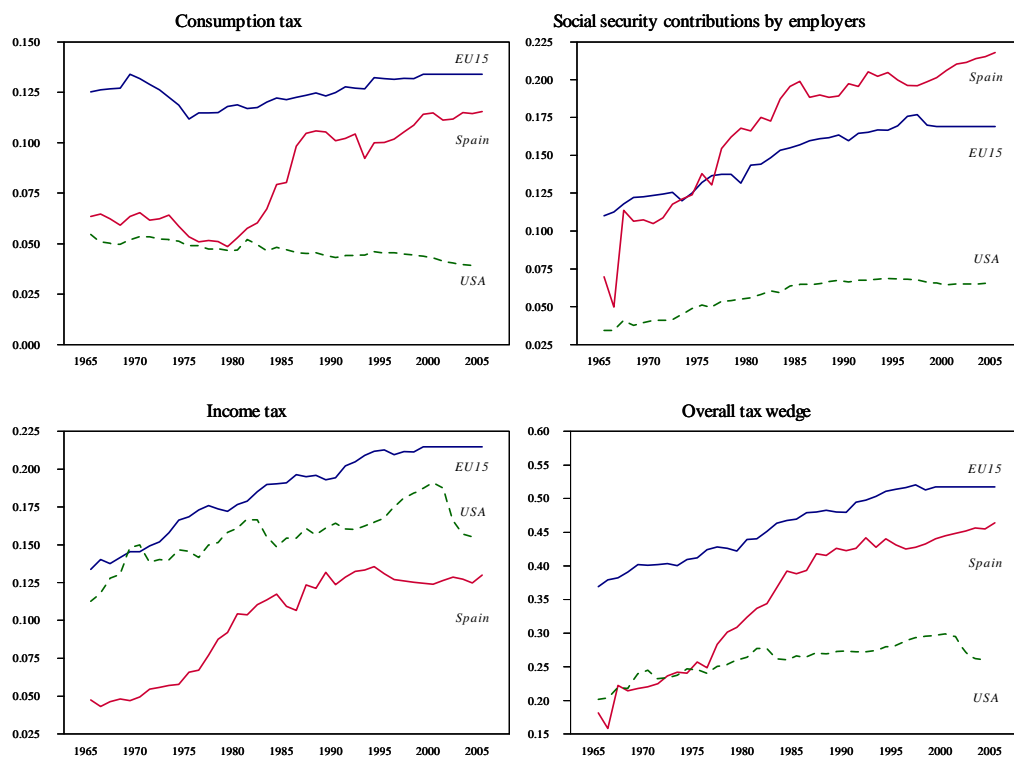 Consumption tax
0.150
0.125
0.100
0.075
0.050
0.025
0.000
EU15
Spain
USA
1965 1970 1975 1980 1985 1990 1995 2000 2005
Social security contributions by employers
0.225
0.200
0.175
0.150
0.125
0.100
0.075
0.050
0.025
Spain
EU15
USA
1965 1970 1975 1980 1985 1990 1995 2000 2005
Income tax
0.225
0.200
0.175
0.150
0.125
0.100
0.075
0.050
0.025
EU15
USA
Spain
1965 1970 1975 1980 1985 1990 1995 2000 2005
Overall tax wedge
0.60
0.55
0.50
0.45
0.40
0.35
0.30
0.25
0.20
0.15
EU15
Spain
USA
1965 1970 1975 1980 1985 1990 1995 2000 2005